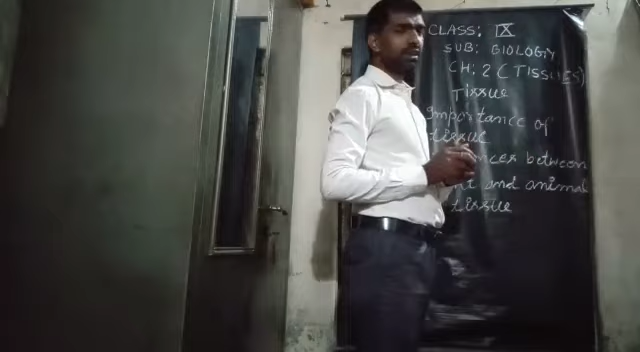 CLASS: IX
SUB: BIOLOGY
CH: 2 (TISSUES)
Tissue
Importance of
tissue
between
and animal
tissue